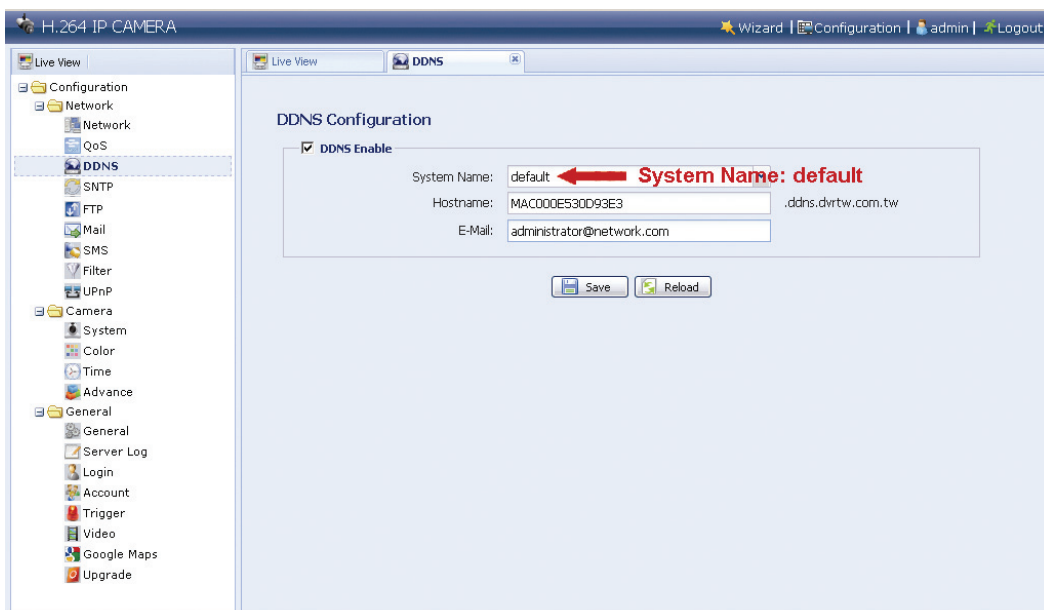 H.264 IP CAMERA
Wizard | Configuration | admin | Logout
Live View
Live View
DDNS
Configuration
Network
Network
QoS
DDNS
SNTP
FTP
Mail
SMS
Filter
UPnP
Camera
System
Color
Time
Advance
General
General
Server Log
Login
Account
Trigger
Video
Google Maps
Upgrade
DDNS Configuration
DDNS Enable
System Name: default System Name: default
Hostname: MAC000E530D93E3 .ddns.dvrtw.com.tw
E-Mail: administrator@network.com
Save Reload